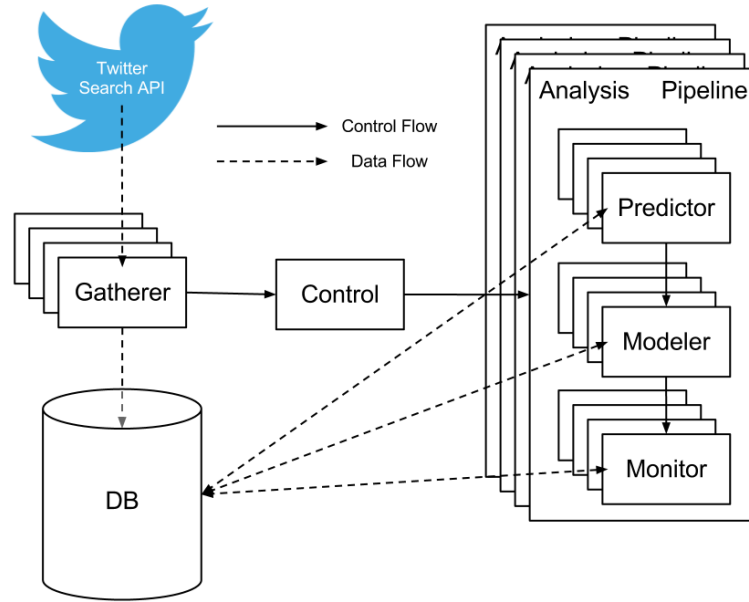 Twitter
Search API
Control Flow
Data Flow
Analysis Pipeline
Predictor
Gatherer
Control
Modeler
Monitor
DB